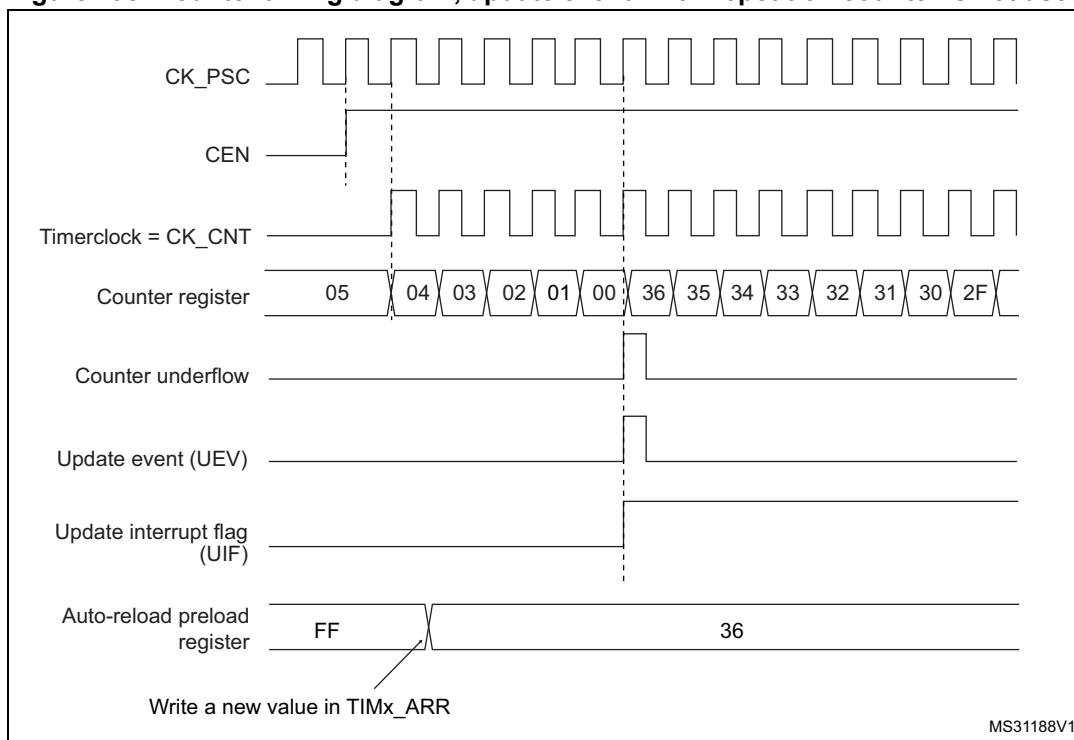 CK_PSC
CEN
Timerclock = CK_CNT
Counter register 05 04 03 02 01 00 36 35 34 33 32 31 30 2F
Counter underflow
Update event (UEV)
Update interrupt flag
(UIF)
Auto-reload preload
register
FF 36
Write a new value in TIMx_ARR
MS31188V1